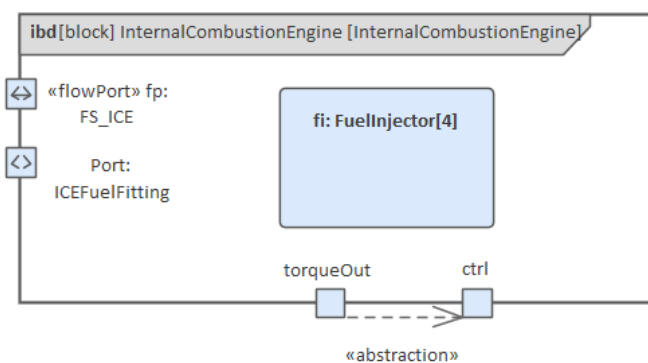 ibd[block] InternalCombustionEngine [InternalCombustionEngine]
«flowPort» fp:
FS_ICE
fi: FuelInjector[4]
Port:
ICEFuelFitting
torqueOut
ctrl
«abstraction»